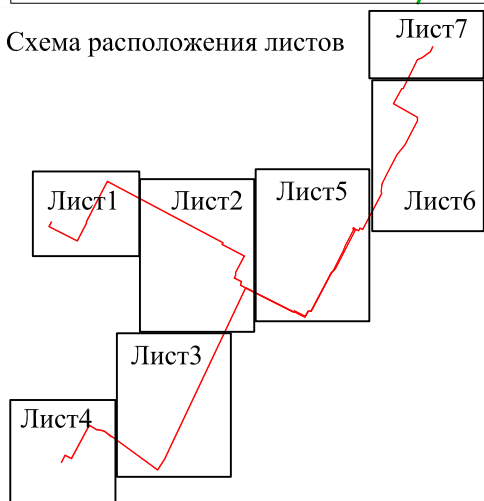 Лист7
Схема расположения листов
Лист1
Лист2
Лист5
Лист6
Лист3
Лист4